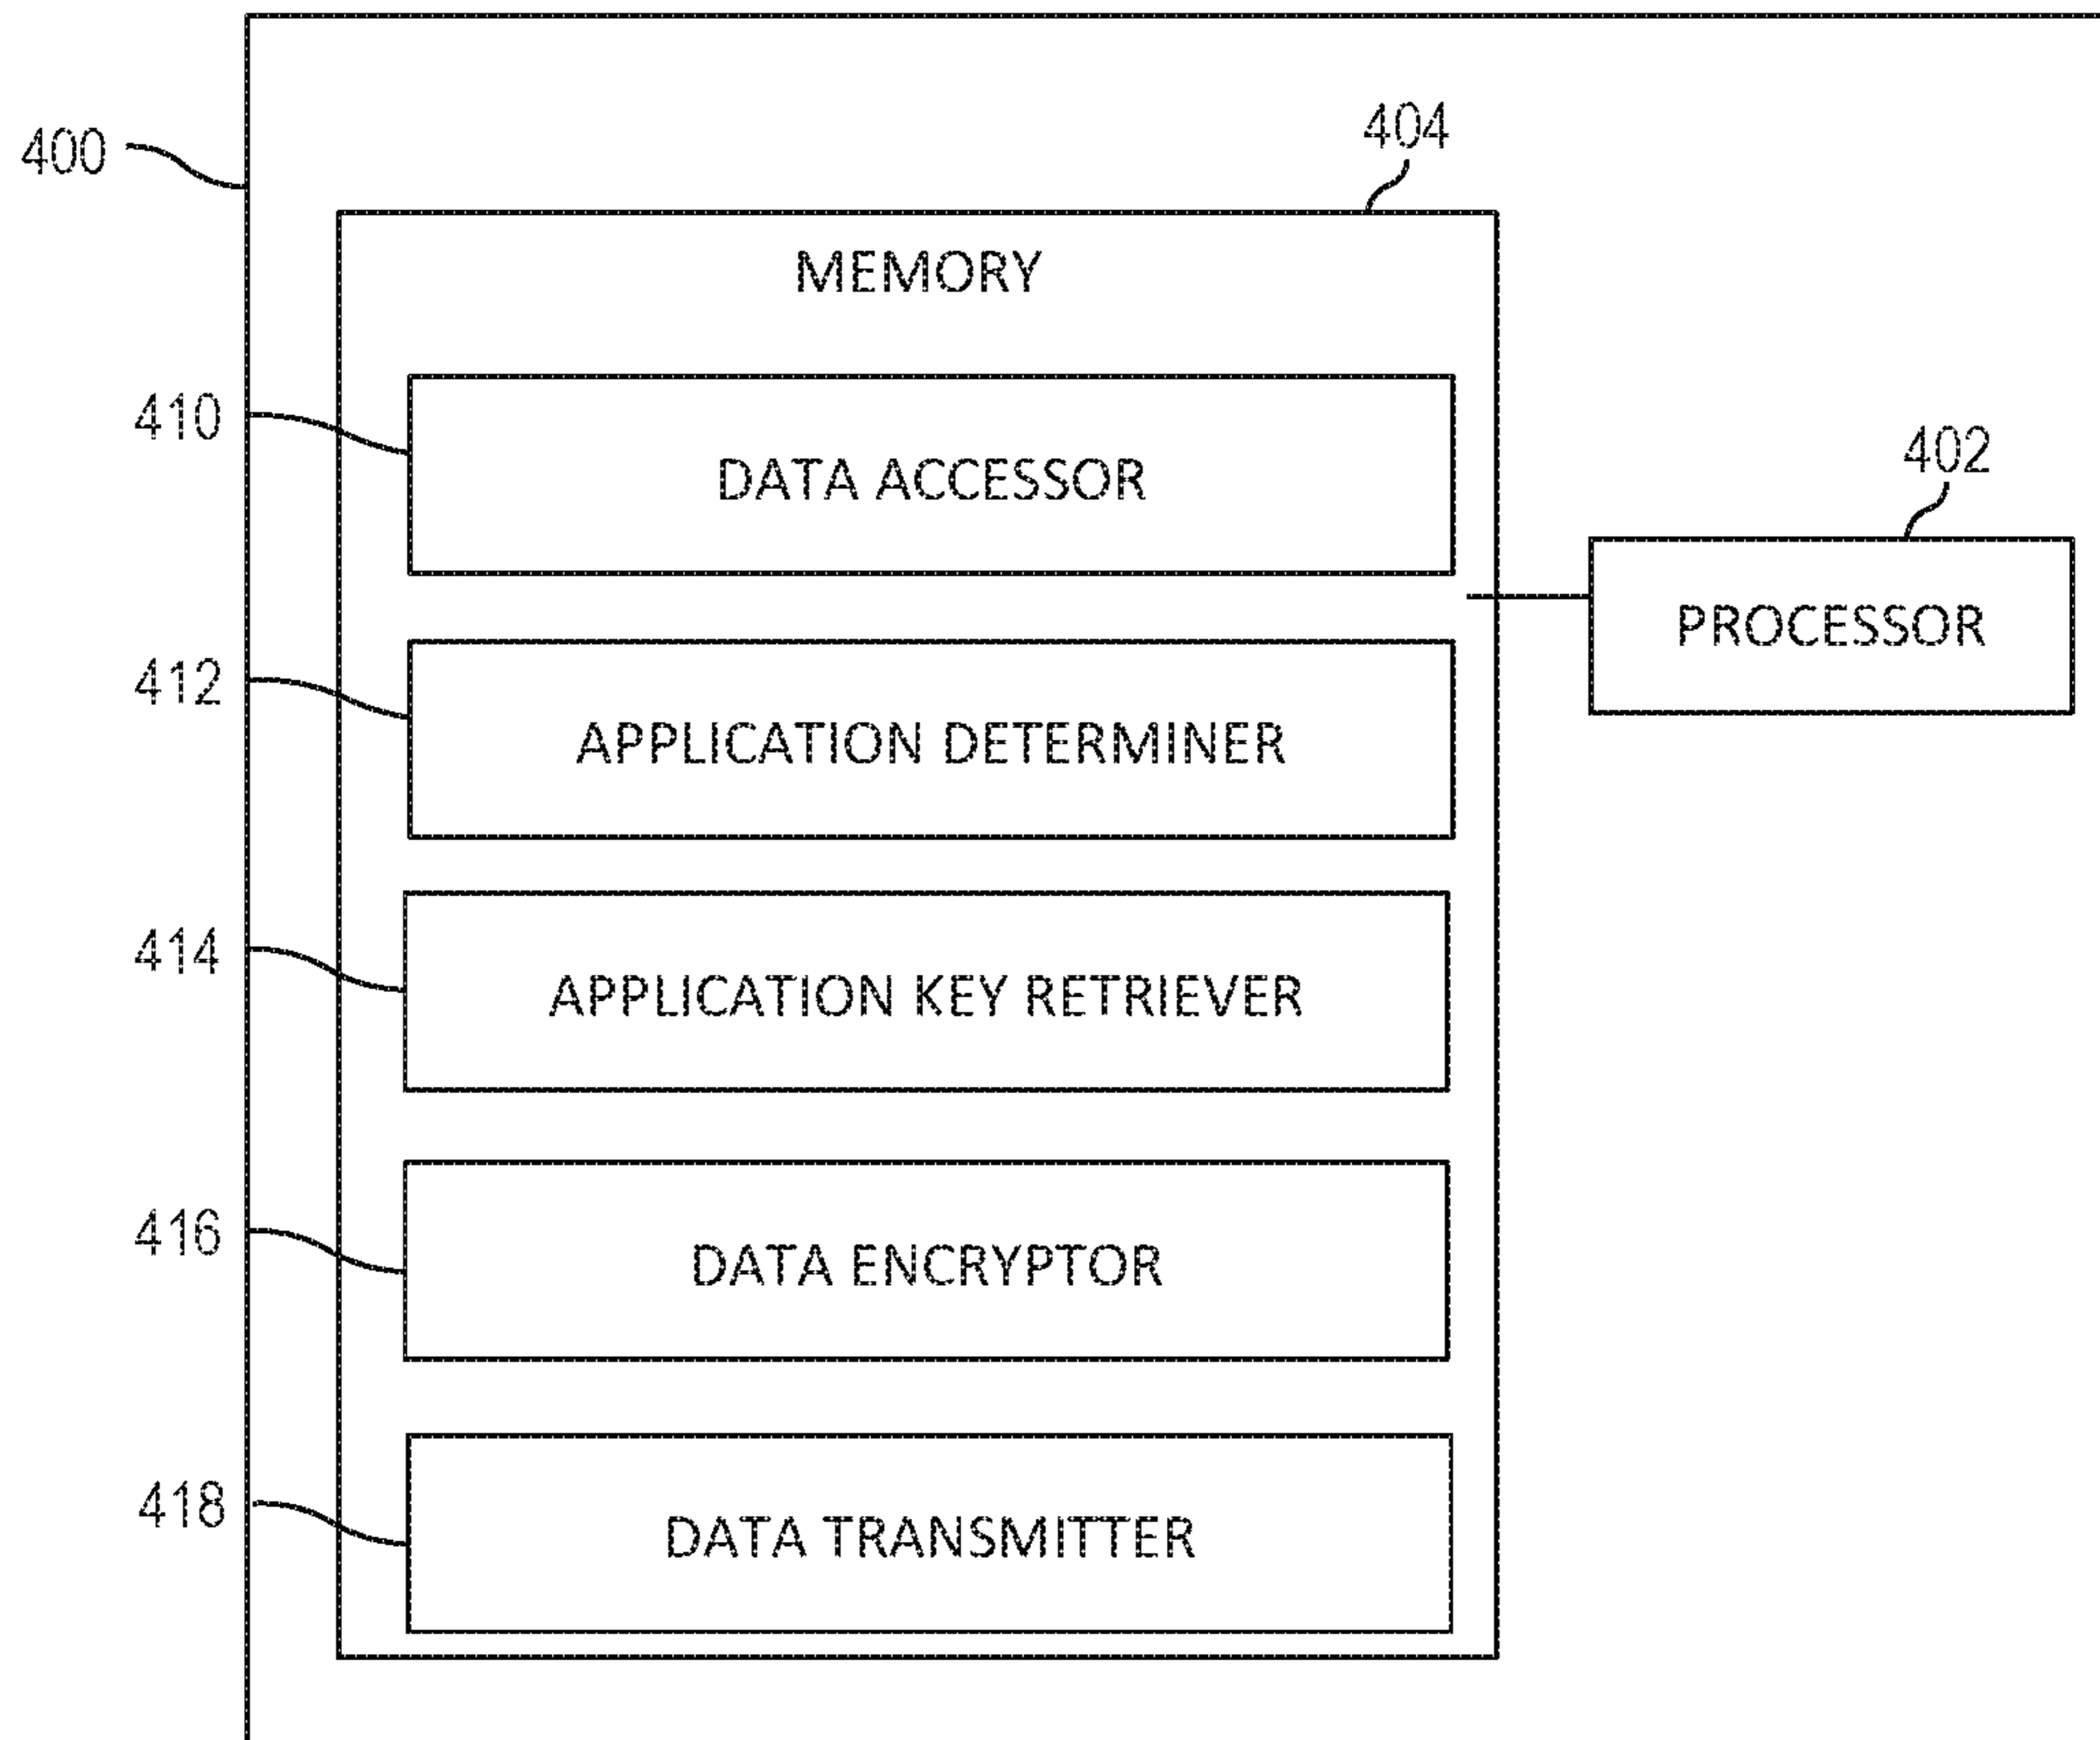 404
400
MEMORY
410
DATA ACCESSOR
402
PROCESSOR
412
APPLICATION DETERMINER
414
APPLICATION KEY RETRIEVER
416
DATA ENCRYPTOR
418
DATA TRANSMITTER